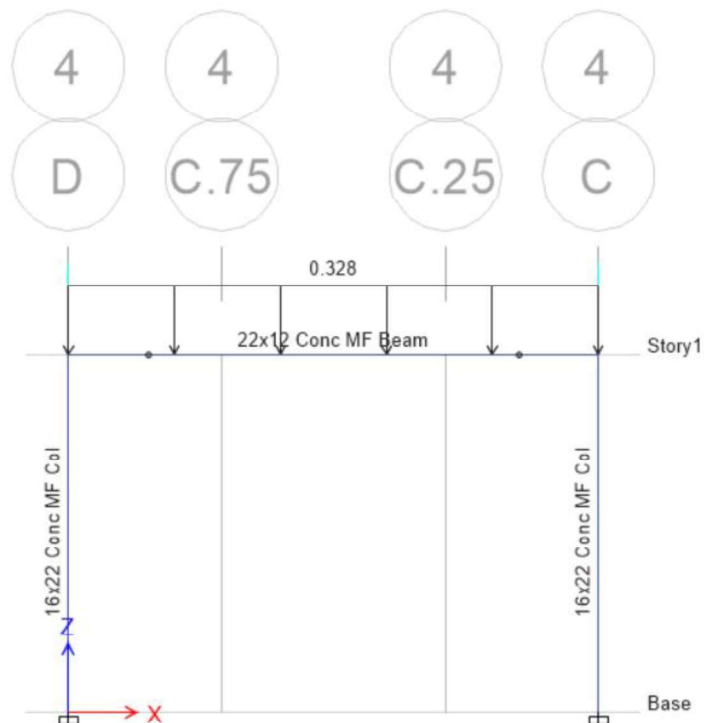 4 4 4 4
D C.75 C.25 C
0.328
22x12 Conc MF Beam
Story1
16x22 Conc MF Col
16x22 Conc MF Col
Z
X
Base